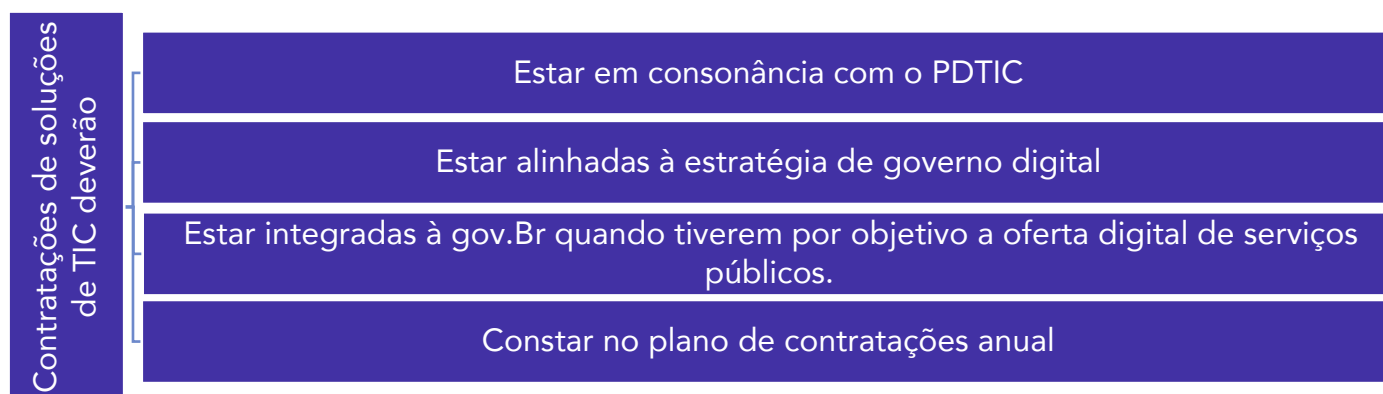 Contratações de soluções
de TIC deverão
Estar em consonância com o PDTIC
Estar alinhadas à estratégia de governo digital
Estar integradas à gov.Br quando tiverem por objetivo a oferta digital de serviços
públicos.
Constar no plano de contratações anual